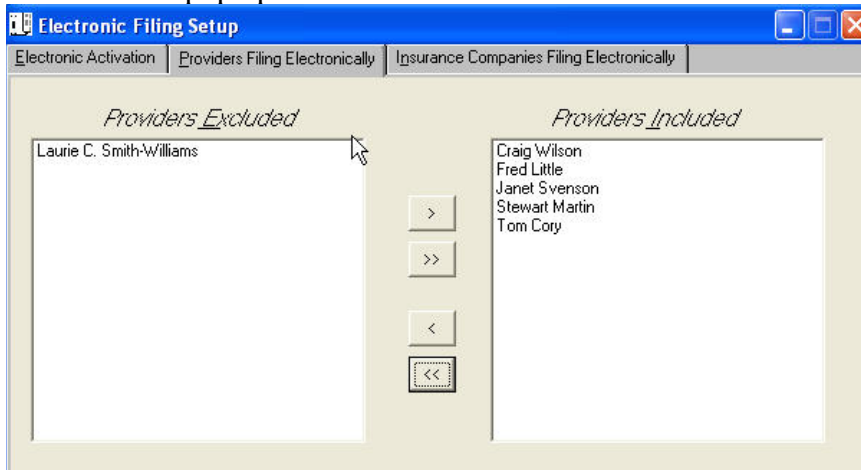 Electronic Filing Setup
Electronic Activation
Providers Filing Electronically
Insurance Companies Filing Electronically
Providers Excluded
Laurie C. Smith-Williams
>
>>
<
<<
Providers Included
Craig Wilson
Fred Little
Janet Svenson
Stewart Martin
Tom Cory